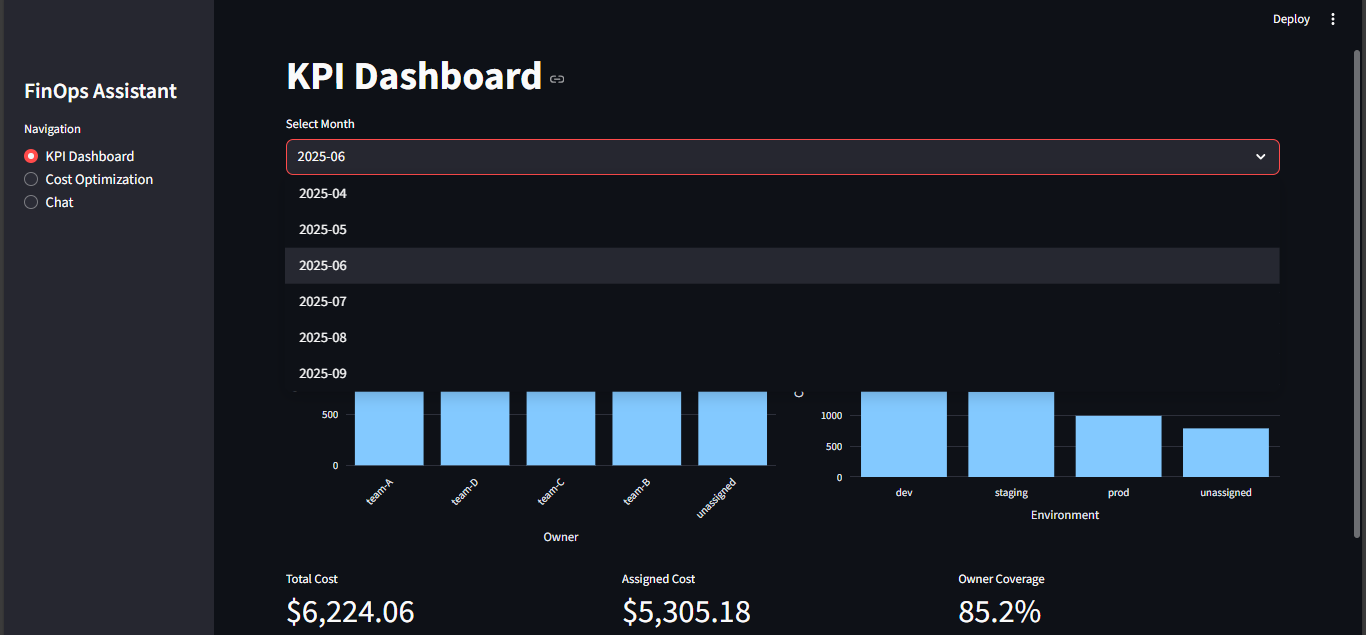 Deploy
FinOps Assistant
Navigation
KPI Dashboard
Cost Optimization
Chat
KPI Dashboard
Select Month
2025-06
2025-04
2025-05
2025-06
2025-07
2025-08
2025-09
500
0
team-A
team-D
team-C
team-B
unassigned
Owner
1000
500
0
dev
staging
prod
unassigned
Environment
Total Cost
$6,224.06
Assigned Cost
$5,305.18
Owner Coverage
85.2%